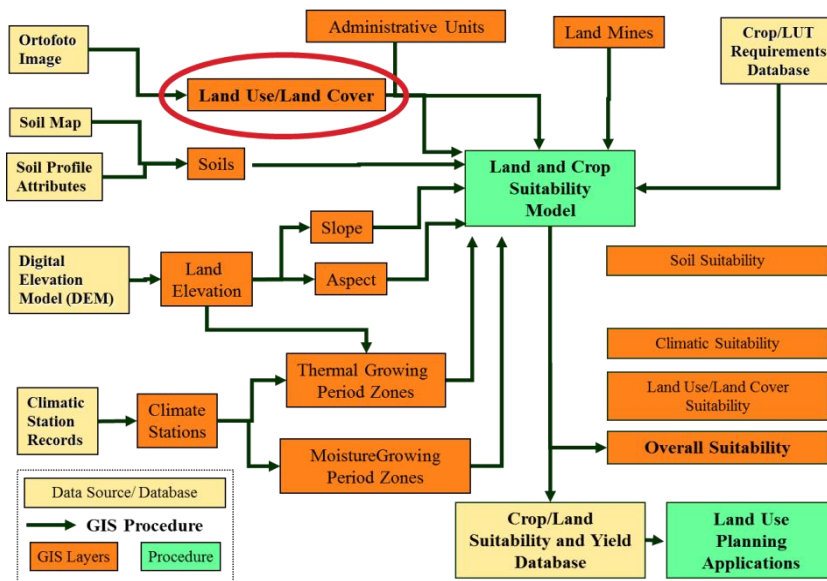 Ortofoto
Image
Administrative Units
Land Mines
Crop/LUT
Requirements
Database
Land Use/Land Cover
Soil Map
Soil Profile
Attributes
Soils
Land and Crop
Suitability
Model
Slope
Digital
Elevation
Model (DEM)
Land
Elevation
Aspect
Soil Suitability
Climatic Suitability
Thermal Growing
Period Zones
Land Use/Land Cover
Suitability
Climatic
Station
Records
Climate
Stations
MoistureGrowing
Period Zones
Overall Suitability
Data Source/ Database
GIS Procedure
GIS Layers
Procedure
Crop/Land
Suitability and Yield
Database
Land Use
Planning
Applications